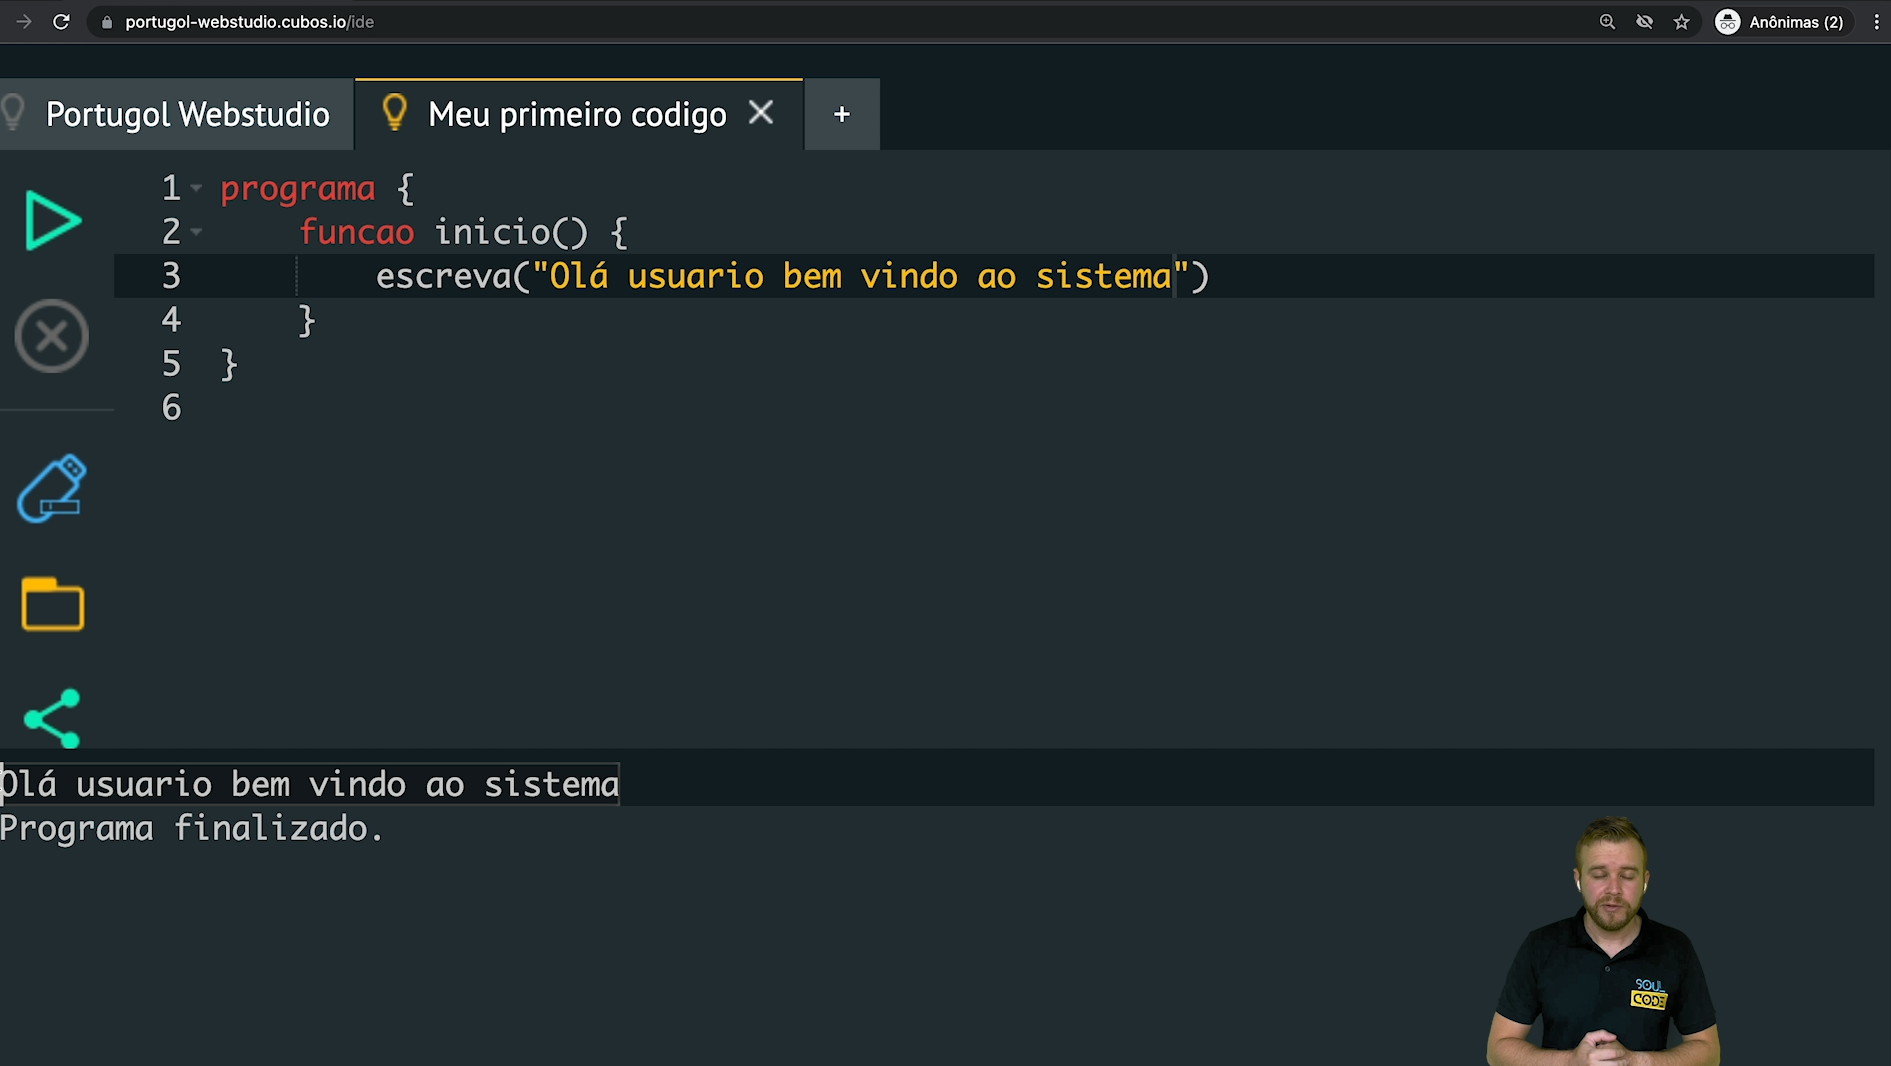 portugol-webstudio.cubos.io/ide
Anônimas (2)
Portugol Webstudio
Meu primeiro codigo
+
1 programa {
2 funcao inicio() {
3 escreva("Olá usuario bem vindo ao sistema")
4 }
5 }
6
Olá usuario bem vindo ao sistema
Programa finalizado.
SOUL
CODE